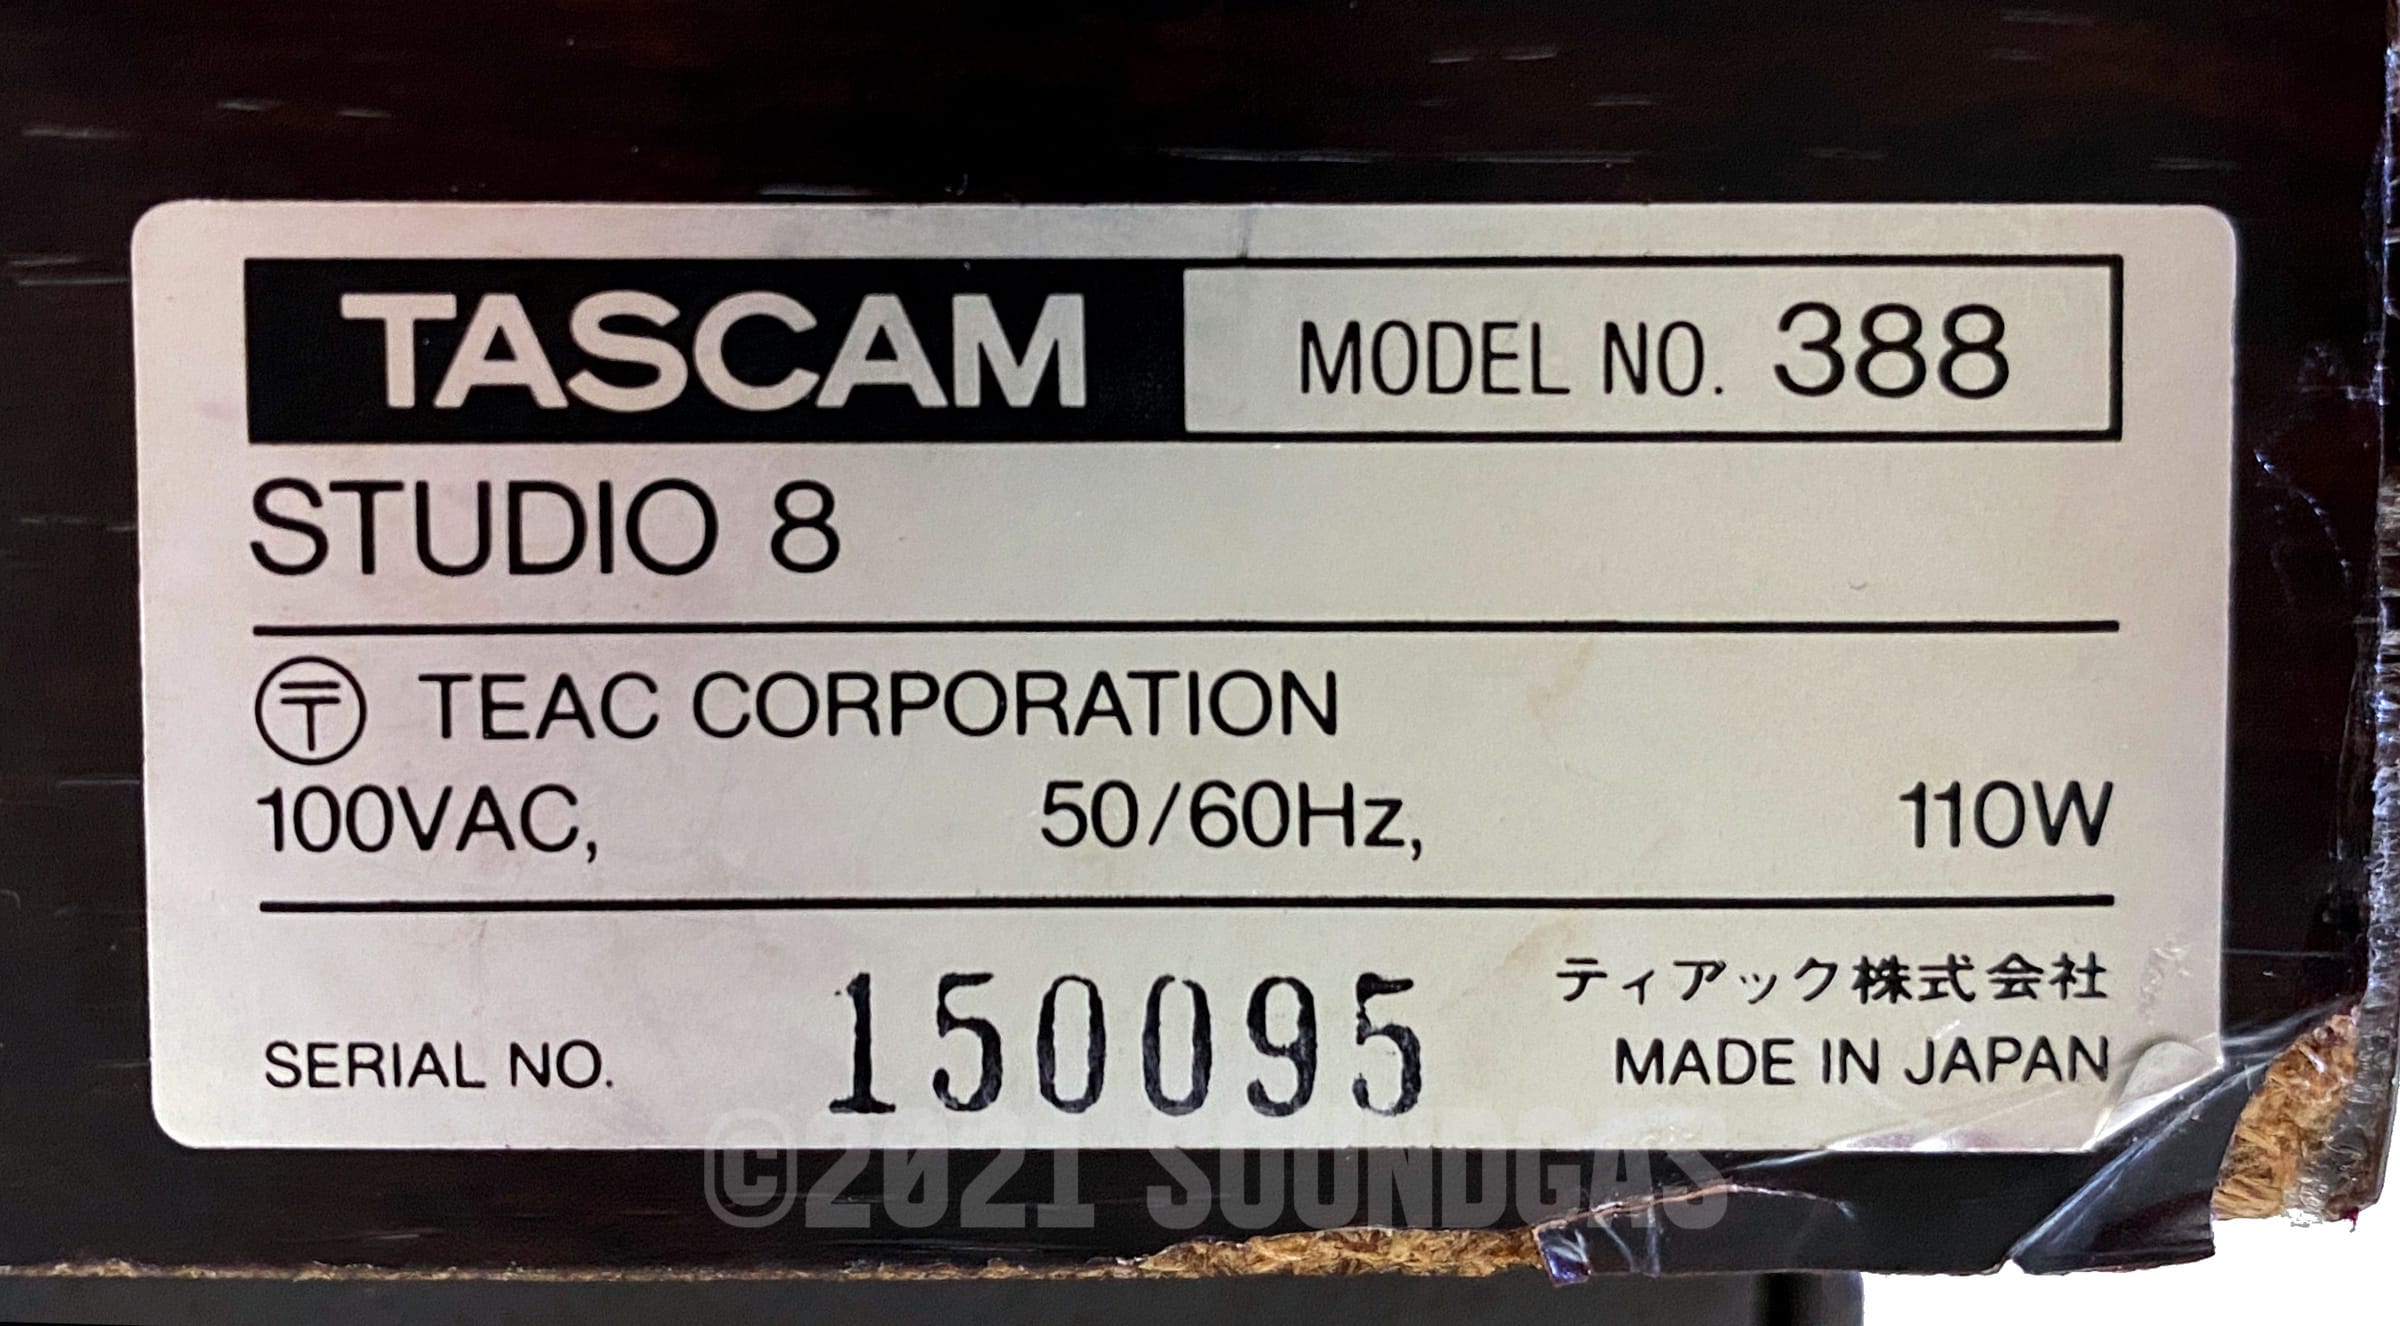 TASCAM MODEL NO. 388
STUDIO 8
〶 TEAC CORPORATION
100VAC, 50/60Hz, 110W
ティアック株式会社
SERIAL NO. 150095 MADE IN JAPAN
©2021 SOUNDGAS